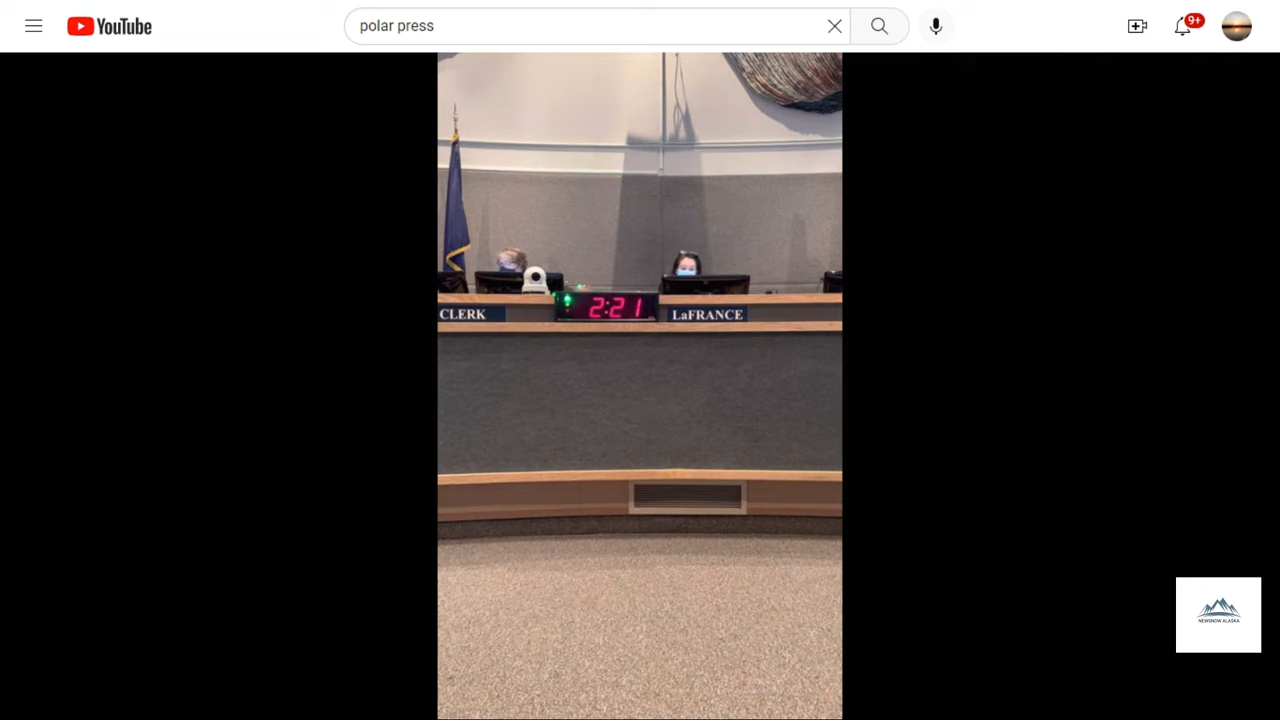 YouTube
polar press
9+
CLERK
2:21
LaFRANCE
NEWSNOW ALASKA